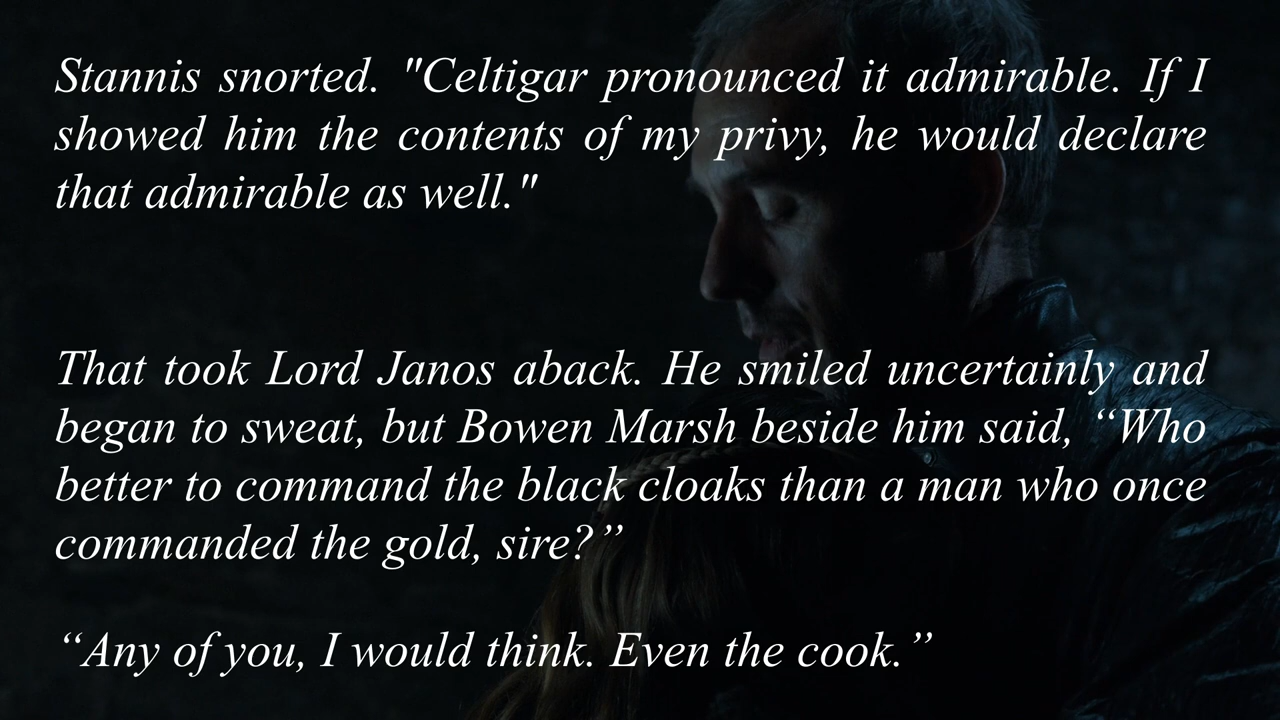 Stannis snorted. "Celtigar pronounced it admirable. If I
showed him the contents of my privy, he would declare
that admirable as well."
That took Lord Janos aback. He smiled uncertainly and
began to sweat, but Bowen Marsh beside him said, “Who
better to command the black cloaks than a man who once
commanded the gold, sire?”
“Any of you, I would think. Even the cook.”